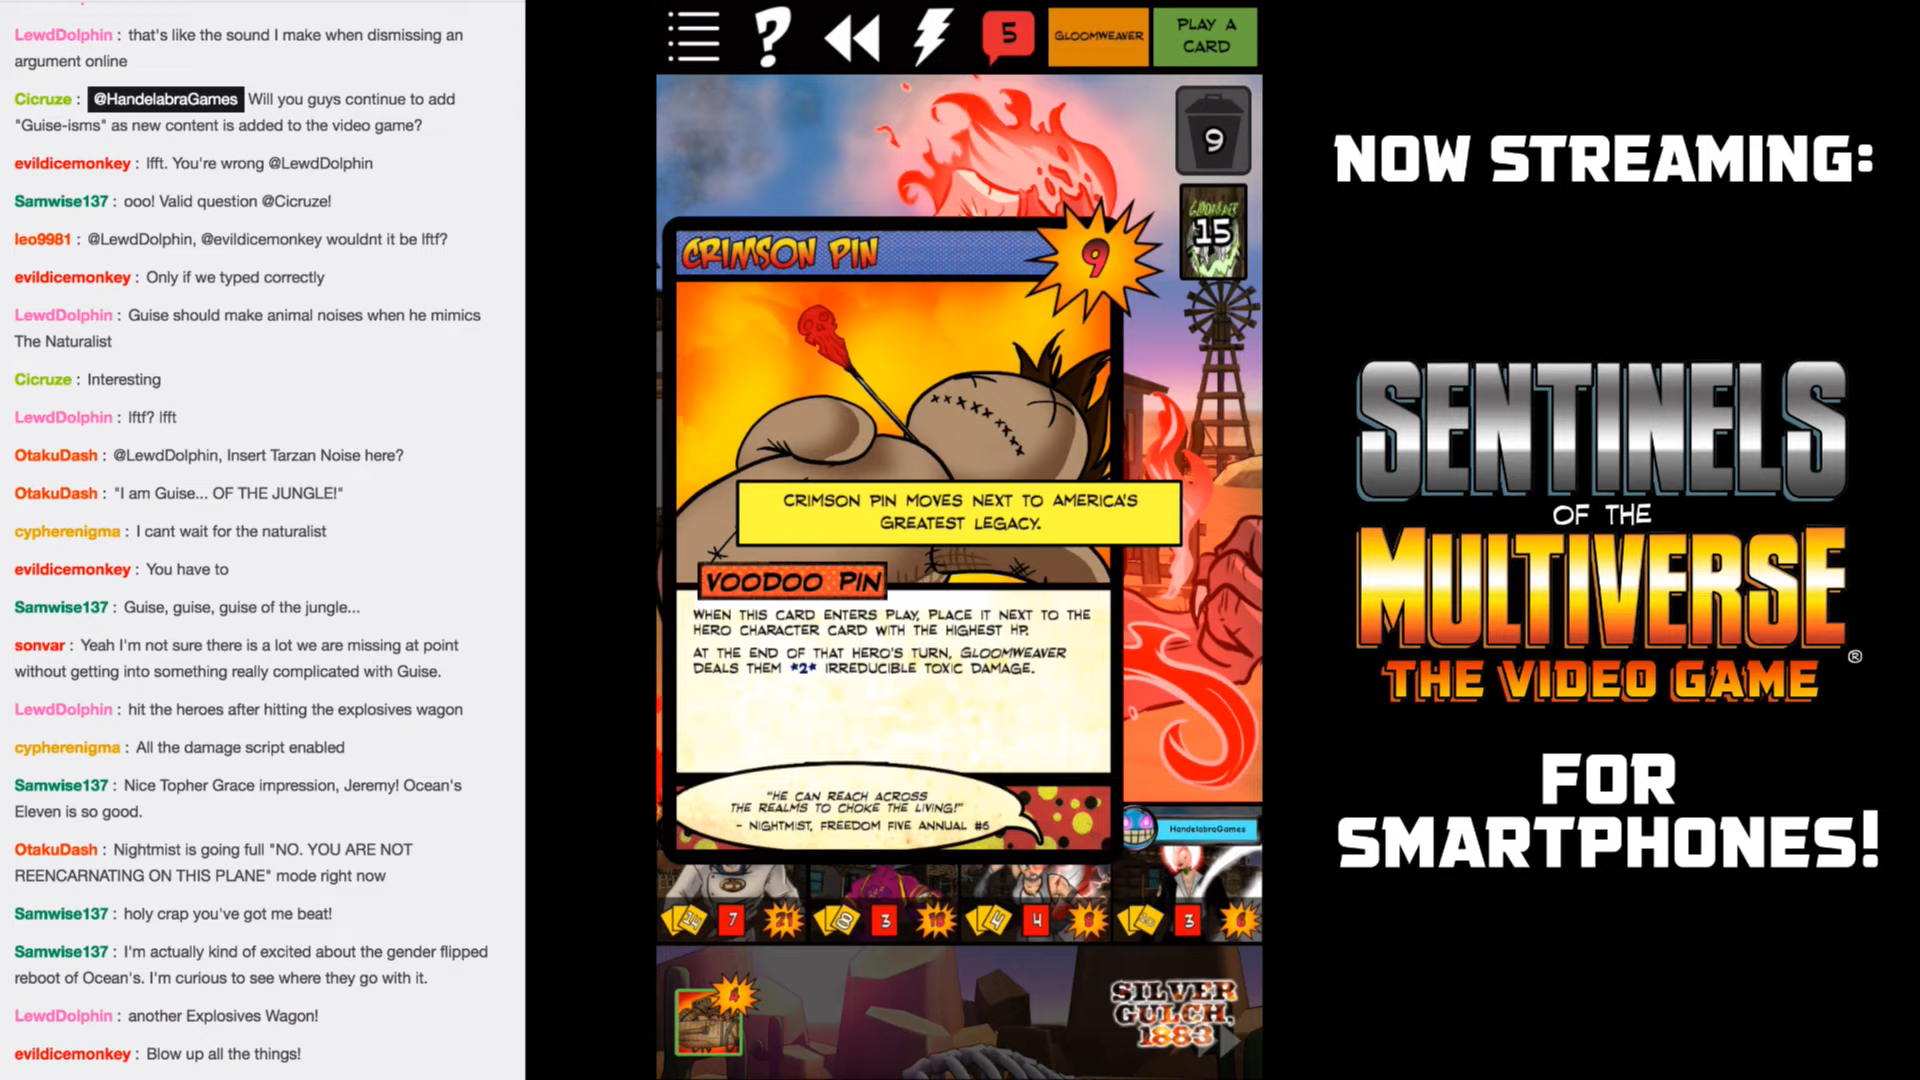 LewdDolphin : that's like the sound I make when dismissing an
argument online
Cicruze : @HandelabraGames Will you guys continue to add
"Guise-isms" as new content is added to the video game?
evildicemonkey : lfft. You're wrong @LewdDolphin
Samwise137 : ooo! Valid question @Cicruze!
leo9981 : @LewdDolphin, @evildicemonkey wouldnt it be lftf?
evildicemonkey : Only if we typed correctly
LewdDolphin : Guise should make animal noises when he mimics
The Naturalist
Cicruze : Interesting
LewdDolphin : lftf? lfft
OtakuDash : @LewdDolphin, Insert Tarzan Noise here?
OtakuDash : "I am Guise... OF THE JUNGLE!"
cypherenigma : I cant wait for the naturalist
evildicemonkey : You have to
Samwise137 : Guise, guise, guise of the jungle...
sonvar : Yeah I'm not sure there is a lot we are missing at point
without getting into something really complicated with Guise.
LewdDolphin : hit the heroes after hitting the explosives wagon
cypherenigma : All the damage script enabled
Samwise137 : Nice Topher Grace impression, Jeremy! Ocean's
Eleven is so good.
OtakuDash : Nightmist is going full "NO. YOU ARE NOT
REENCARNATING ON THIS PLANE" mode right now
Samwise137 : holy crap you've got me beat!
Samwise137 : I'm actually kind of excited about the gender flipped
reboot of Ocean's. I'm curious to see where they go with it.
LewdDolphin : another Explosives Wagon!
evildicemonkey : Blow up all the things!
?
5
GLOOMWEAVER
PLAY A
CARD
9
15
CRIMSON PIN
9
CRIMSON PIN MOVES NEXT TO AMERICA'S
GREATEST LEGACY.
VOODOO PIN
WHEN THIS CARD ENTERS PLAY, PLACE IT NEXT TO THE
HERO CHARACTER CARD WITH THE HIGHEST HP.
AT THE END OF THAT HERO'S TURN, GLOOMWEAVER
DEALS THEM *2* IRREDUCIBLE TOXIC DAMAGE.
"HE CAN REACH ACROSS
THE REALMS TO CHOKE THE LIVING!"
- NIGHTMIST, FREEDOM FIVE ANNUAL #6
HandelabraGames
7
21
8
3
4
4
3
6
4
SILVER
GULCH,
1883
NOW STREAMING:
SENTINELS
OF THE
MULTIVERSE
®
THE VIDEO GAME
FOR
SMARTPHONES!